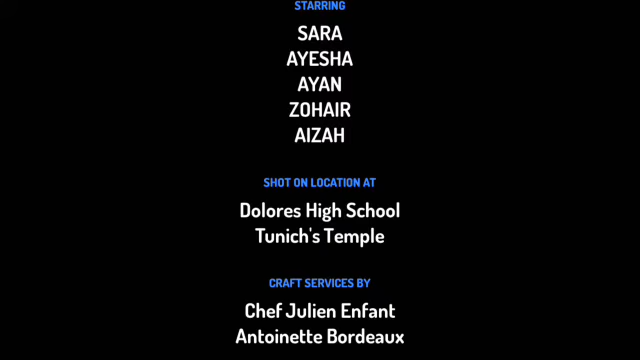 STARRING
SARA
AYESHA
AYAN
ZOHAIR
AIZAH
SHOT ON LOCATION AT
Dolores High School
Tunich's Temple
CRAFT SERVICES BY
Chef Julien Enfant
Antoinette Bordeaux